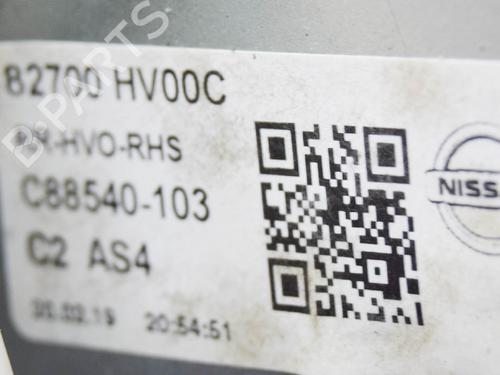 82700 HV00C
RR-HVO-RHS
C88540-103
C2 AS4
20:54:51
NISS